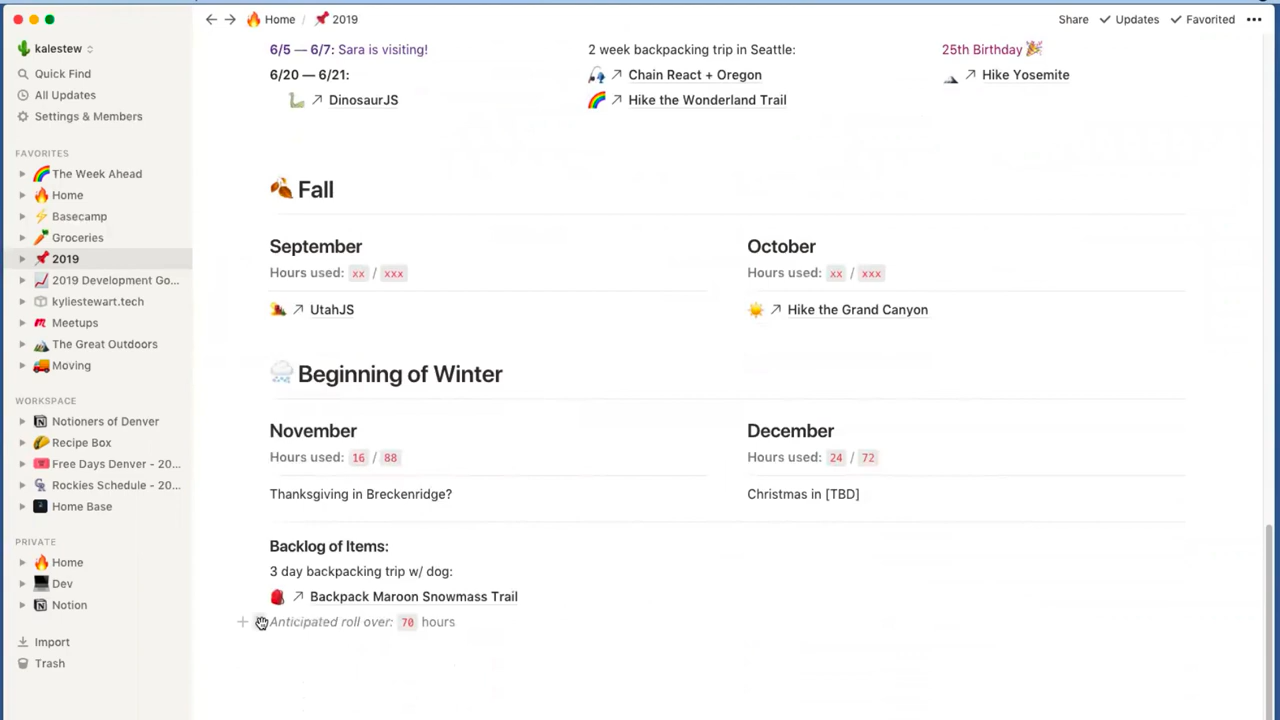 Home / 2019
Share Updates Favorited
kalestew
Quick Find
All Updates
Settings & Members
FAVORITES
The Week Ahead
Home
Basecamp
Groceries
2019
2019 Development Go...
kyliestewart.tech
Meetups
The Great Outdoors
Moving
WORKSPACE
Notioners of Denver
Recipe Box
Free Days Denver - 20...
Rockies Schedule - 20...
Home Base
PRIVATE
Home
Dev
Notion
Import
Trash
6/5 — 6/7: Sara is visiting!
6/20 — 6/21:
DinosaurJS
2 week backpacking trip in Seattle:
Chain React + Oregon
Hike the Wonderland Trail
25th Birthday
Hike Yosemite
Fall
September
Hours used: xx / xxx
UtahJS
October
Hours used: xx / xxx
Hike the Grand Canyon
Beginning of Winter
November
Hours used: 16 / 88
Thanksgiving in Breckenridge?
December
Hours used: 24 / 72
Christmas in [TBD]
Backlog of Items:
3 day backpacking trip w/ dog:
Backpack Maroon Snowmass Trail
Anticipated roll over: 70 hours